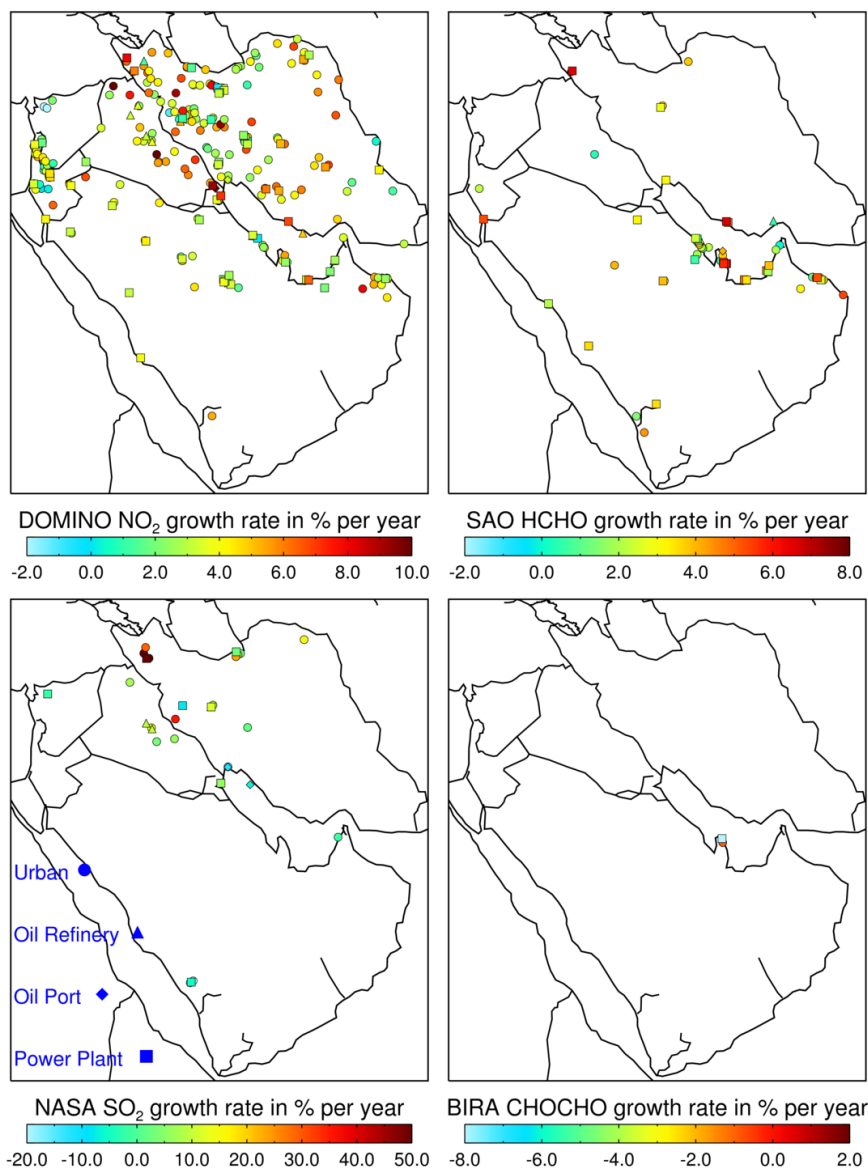 DOMINO NO₂ growth rate in % per year
-2.0 0.0 2.0 4.0 6.0 8.0 10.0
SAO HCHO growth rate in % per year
-2.0 0.0 2.0 4.0 6.0 8.0
Urban
Oil Refinery
Oil Port
Power Plant
NASA SO₂ growth rate in % per year
-20.0 -10.0 0.0 10.0 20.0 30.0 40.0 50.0
BIRA CHOCHO growth rate in % per year
-8.0 -6.0 -4.0 -2.0 0.0 2.0